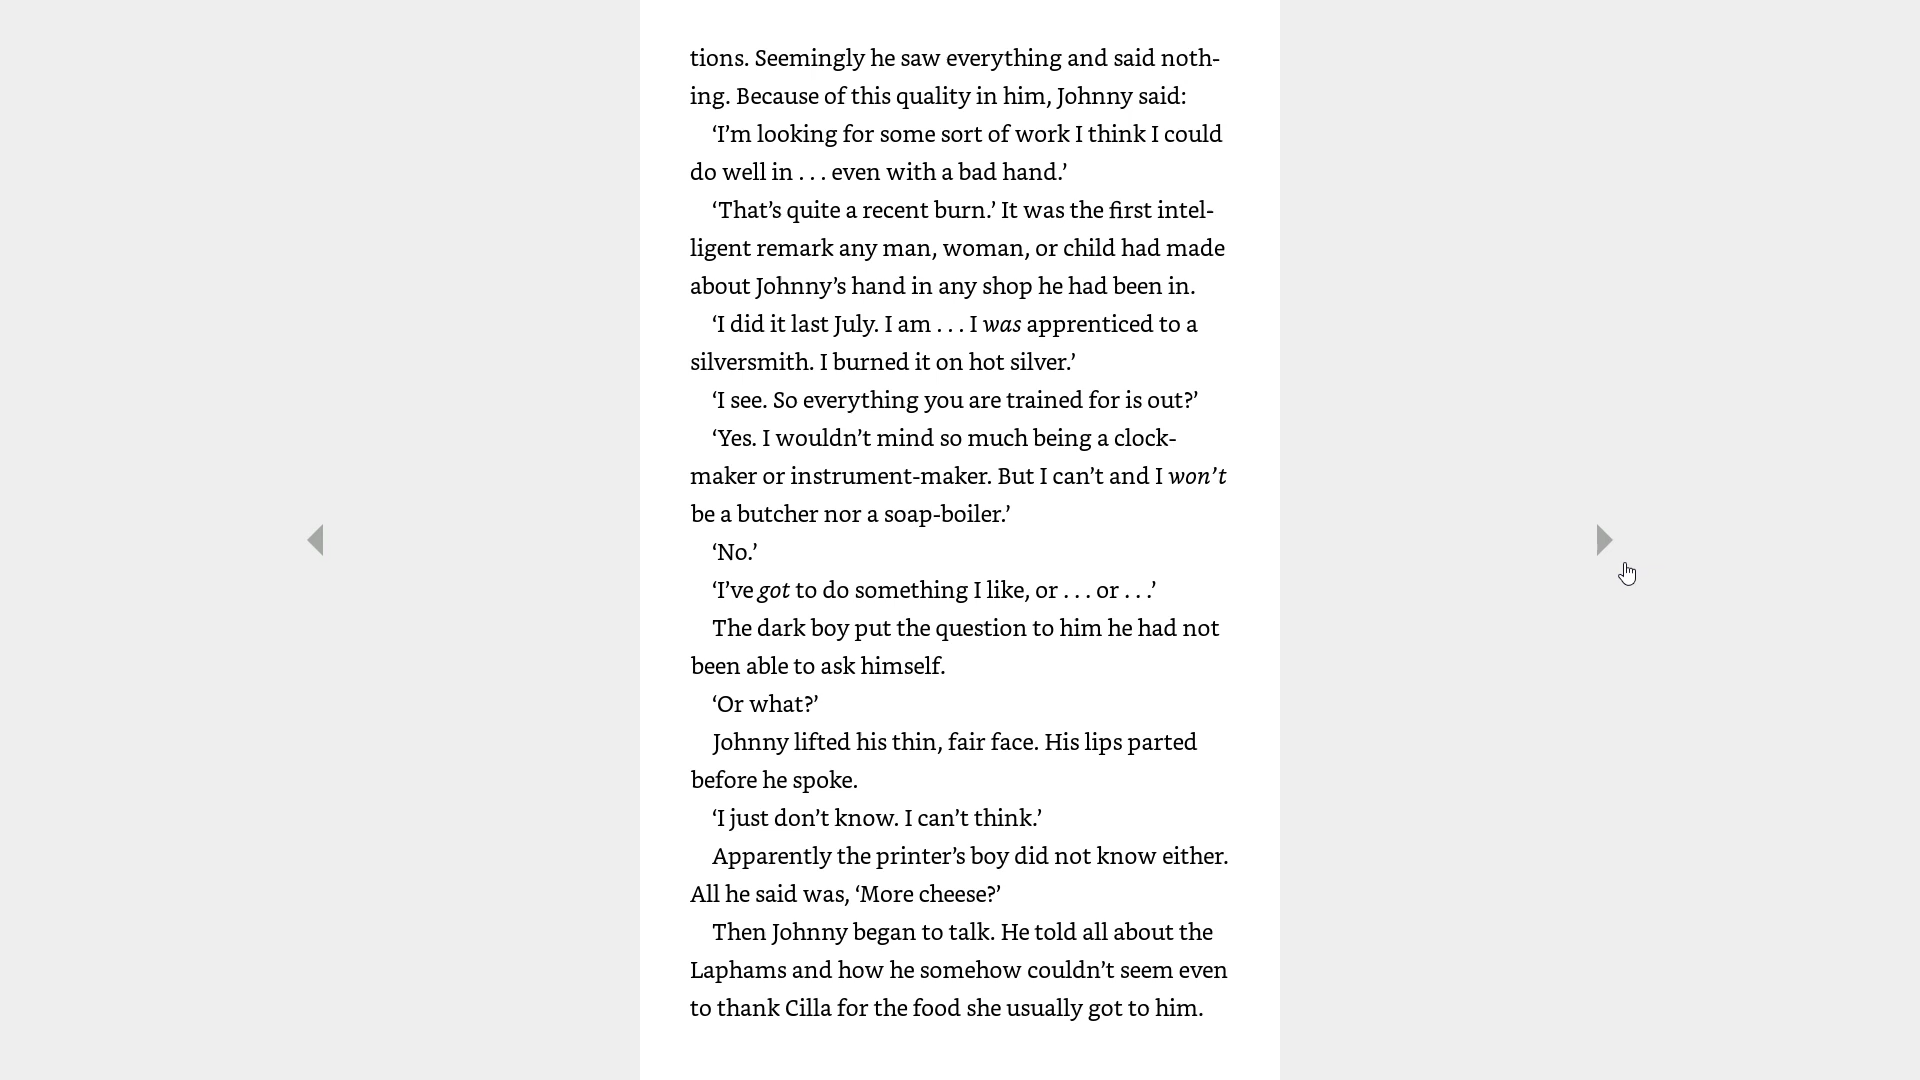 tions. Seemingly he saw everything and said noth-
ing. Because of this quality in him, Johnny said:
‘I’m looking for some sort of work I think I could
do well in . . . even with a bad hand.’
‘That’s quite a recent burn.’ It was the first intel-
ligent remark any man, woman, or child had made
about Johnny’s hand in any shop he had been in.
‘I did it last July. I am . . . I was apprenticed to a
silversmith. I burned it on hot silver.’
‘I see. So everything you are trained for is out?’
‘Yes. I wouldn’t mind so much being a clock-
maker or instrument-maker. But I can’t and I won’t
be a butcher nor a soap-boiler.’
‘No.’
‘I’ve got to do something I like, or . . . or . . .’
The dark boy put the question to him he had not
been able to ask himself.
‘Or what?’
Johnny lifted his thin, fair face. His lips parted
before he spoke.
‘I just don’t know. I can’t think.’
Apparently the printer’s boy did not know either.
All he said was, ‘More cheese?’
Then Johnny began to talk. He told all about the
Laphams and how he somehow couldn’t seem even
to thank Cilla for the food she usually got to him.